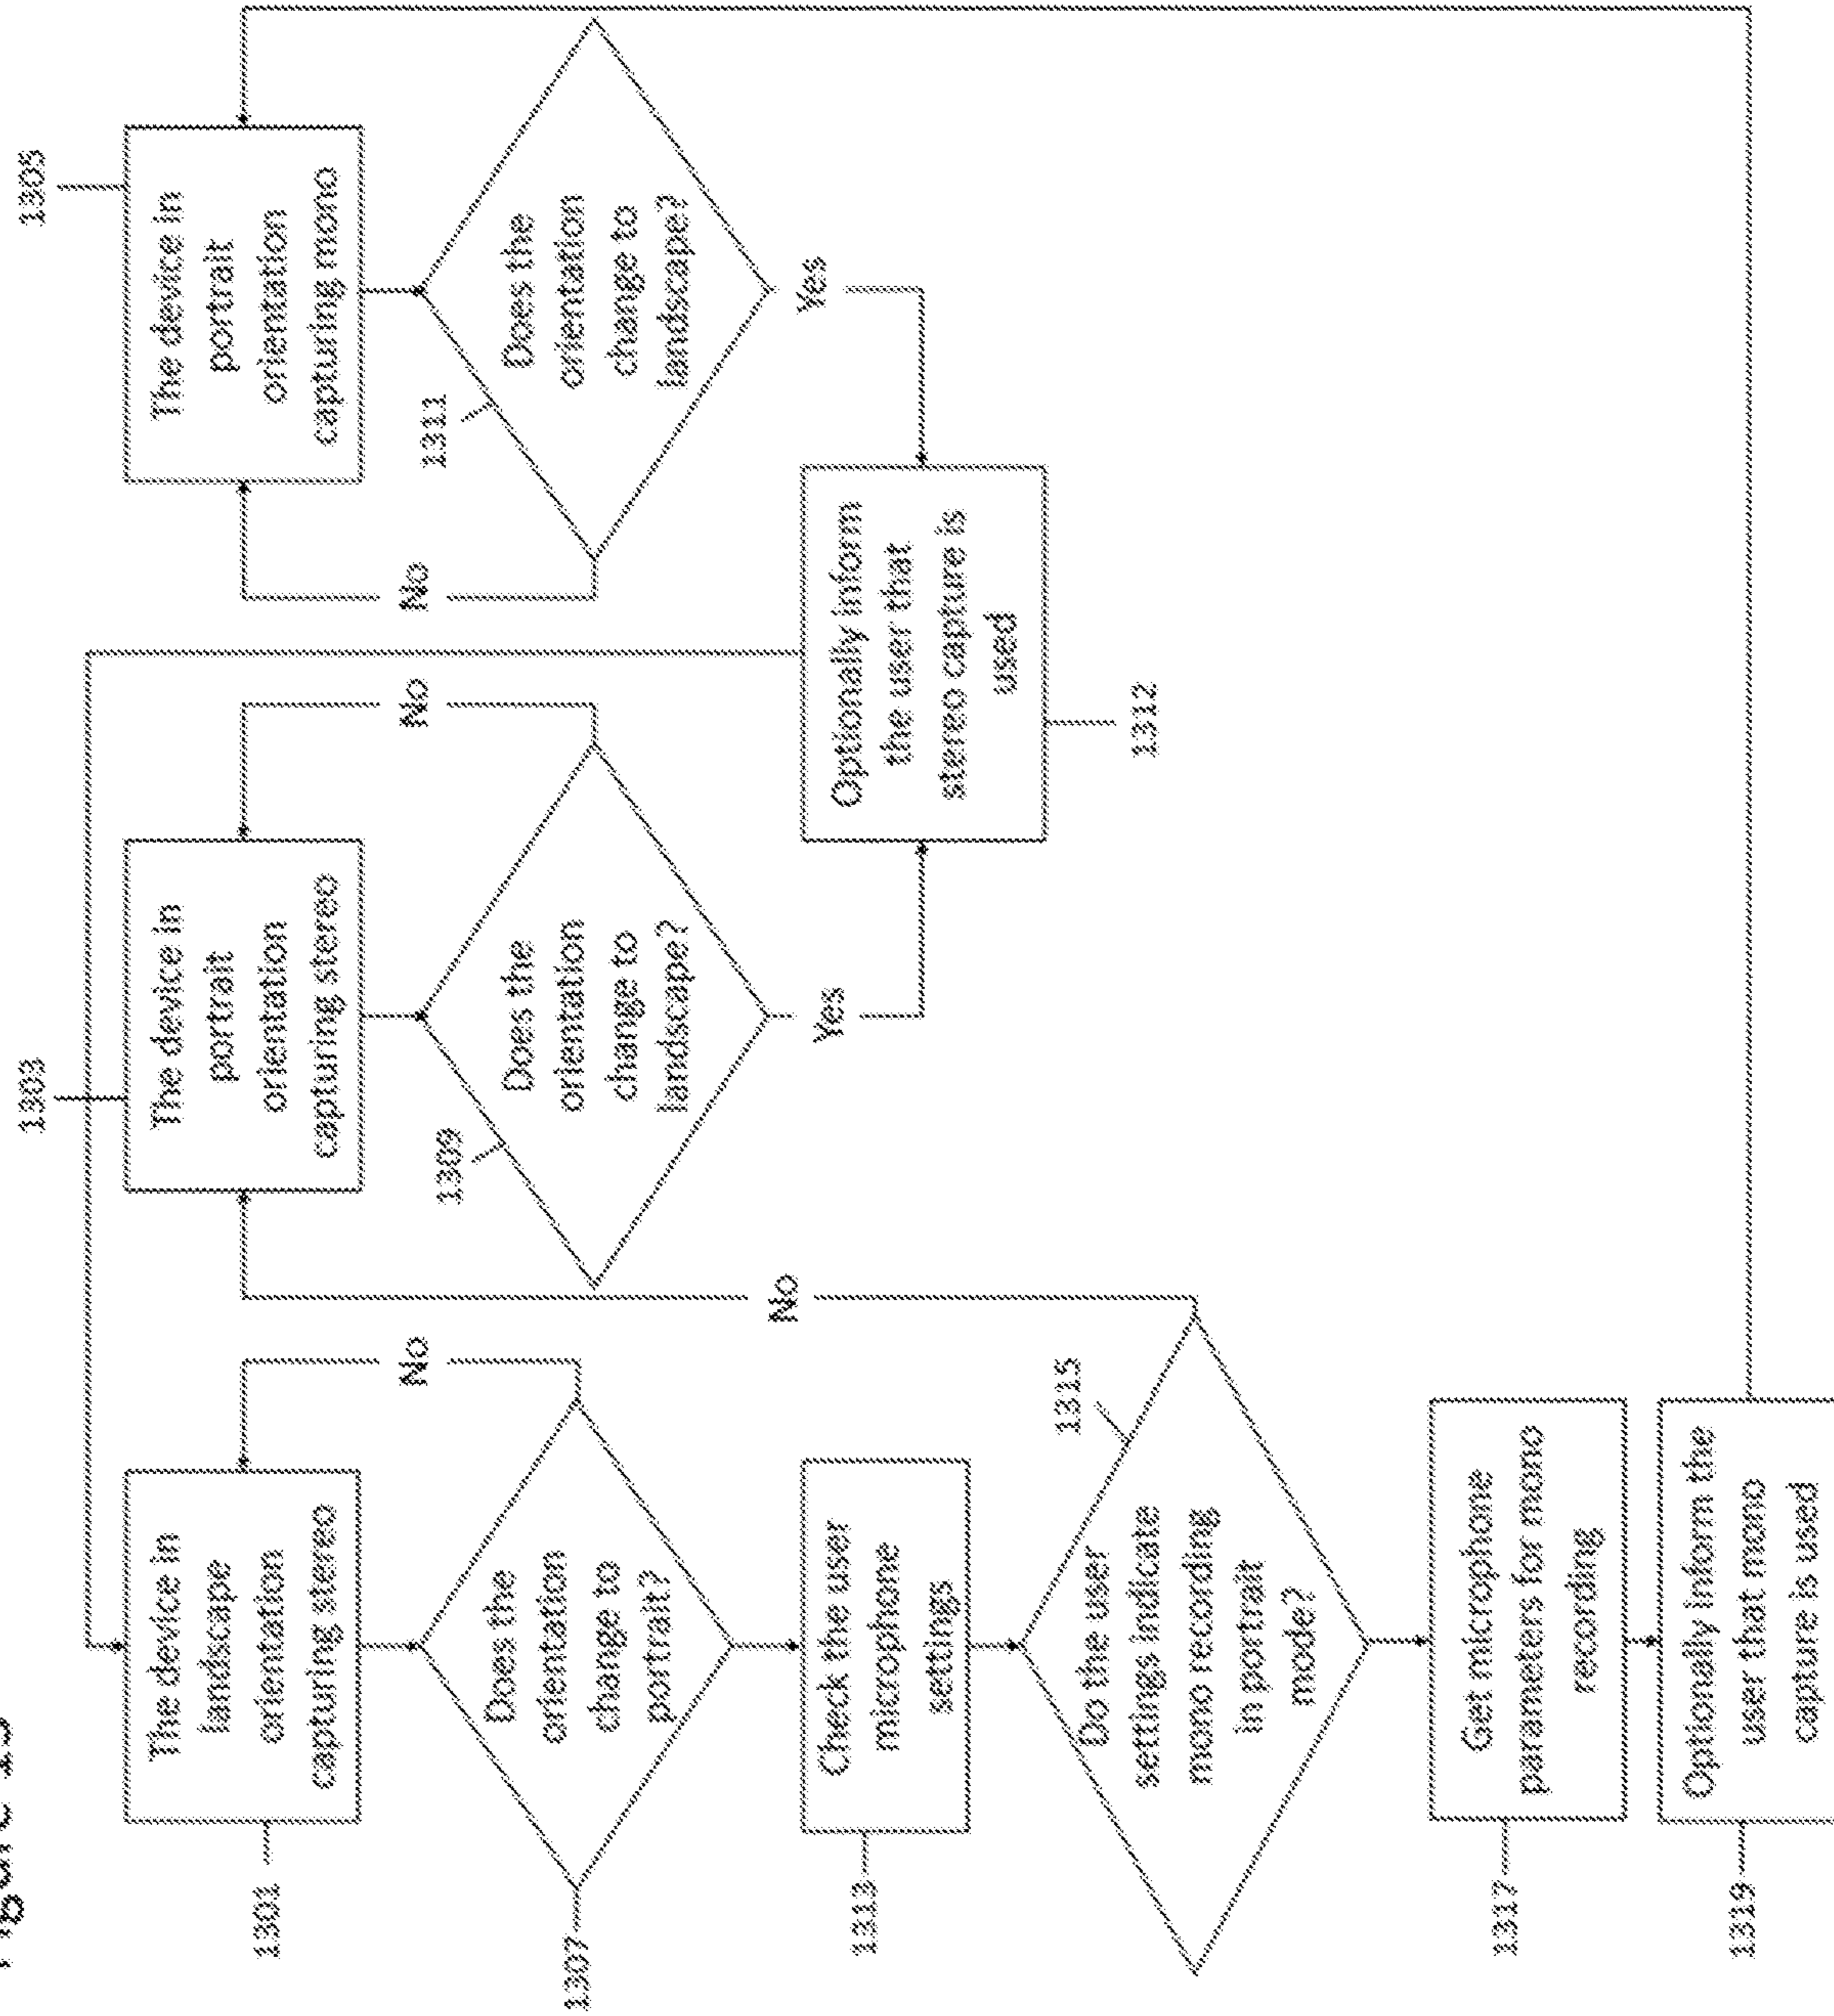 1301
The device in
landscape
orientation
capturing stereo
1307
Does the
orientation
change to
portrait?
No
1313
Check the user
microphone
settings
1315
Do the user
settings indicate
mono recording
in portrait
mode?
No
1317
Get microphone
parameters for mono
recording
1319
Optionally inform the
user that mono
capture is used
1303
The device in
portrait
orientation
capturing stereo
1309
Does the
orientation
change to
landscape?
No
Yes
1312
Optionally inform
the user that
stereo capture is
used
1305
The device in
portrait
orientation
capturing mono
1311
Does the
orientation
change to
landscape?
No
Yes